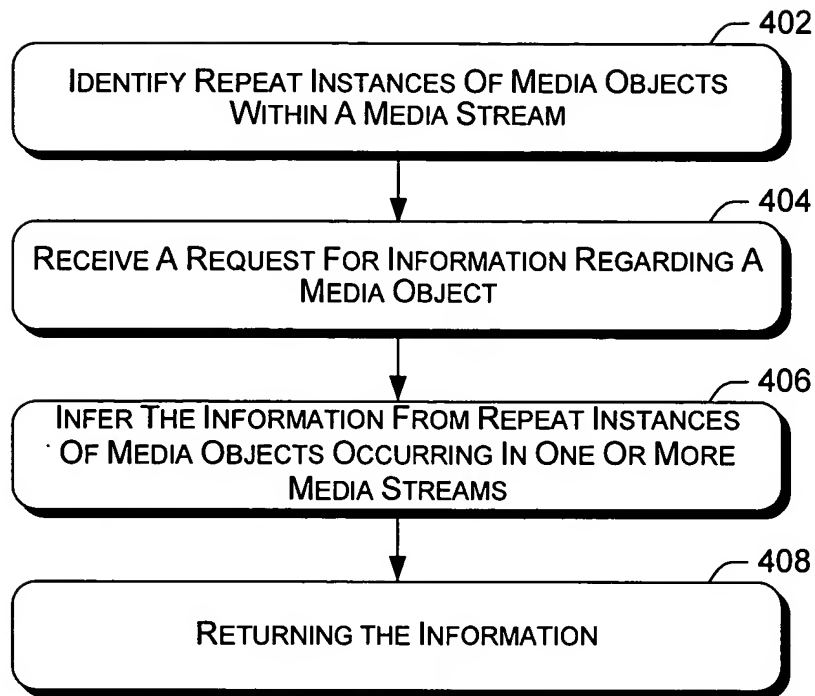 402
IDENTIFY REPEAT INSTANCES OF MEDIA OBJECTS
WITHIN A MEDIA STREAM
404
RECEIVE A REQUEST FOR INFORMATION REGARDING A
MEDIA OBJECT
406
INFER THE INFORMATION FROM REPEAT INSTANCES
OF MEDIA OBJECTS OCCURRING IN ONE OR MORE
MEDIA STREAMS
408
RETURNING THE INFORMATION